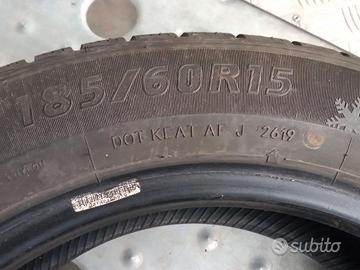 185/60R15
DOT KEAT AF J 2619
subito